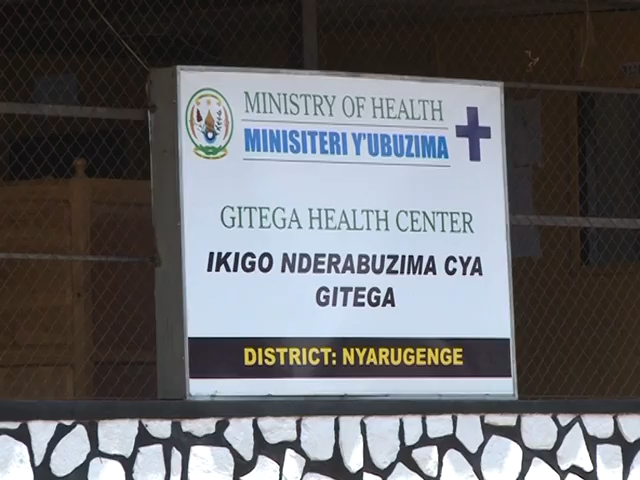 MINISTRY OF HEALTH
MINISITERI Y'UBUZIMA
GITEGA HEALTH CENTER
IKIGO NDERABUZIMA CYA
GITEGA
DISTRICT: NYARUGENGE